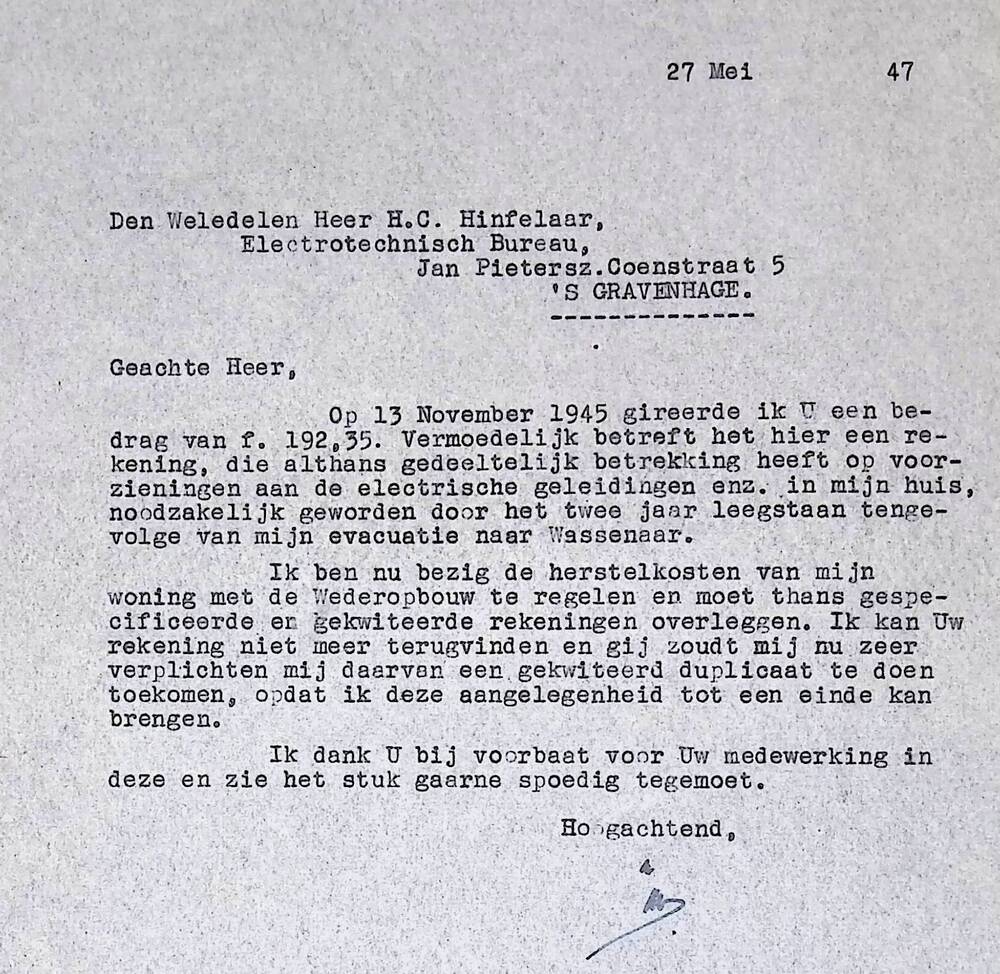 27 Mei 47
Den Weledelen Heer H.C. Hinfelaar,
Electrotechnisch Bureau,
Jan Pietersz.Coenstraat 5
'S GRAVENHAGE.
--------------
Geachte Heer,
Op 13 November 1945 gireerde ik U een be-
drag van f. 192,35. Vermoedelijk betreft het hier een re-
kening, die althans gedeeltelijk betrekking heeft op voor-
zieningen aan de electrische geleidingen enz. in mijn huis,
noodzakelijk geworden door het twee jaar leegstaan tenge-
volge van mijn evacuatie naar Wassenaar.
Ik ben nu bezig de herstelkosten van mijn
woning met de Wederopbouw te regelen en moet thans gespe-
cificeerde en gekwiteerde rekeningen overleggen. Ik kan Uw
rekening niet meer terugvinden en gij zoudt mij nu zeer
verplichten mij daarvan een gekwiteerd duplicaat te doen
toekomen, opdat ik deze aangelegenheid tot een einde kan
brengen.
Ik dank U bij voorbaat voor Uw medewerking in
deze en zie het stuk gaarne spoedig tegemoet.
Hoogachtend,